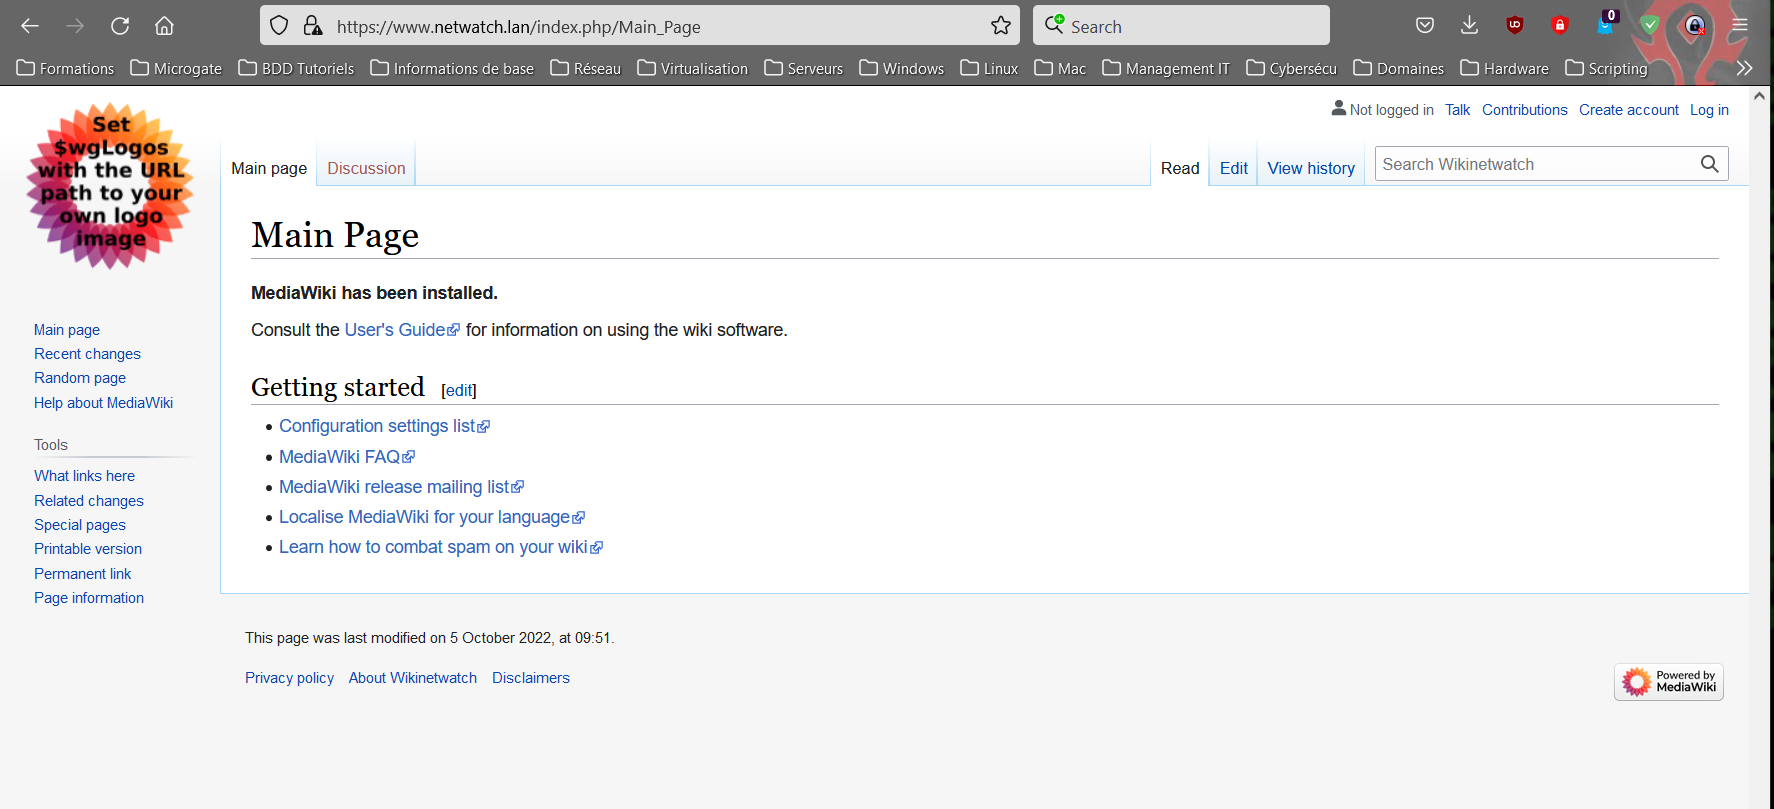 https://www.netwatch.lan/index.php/Main_Page
Search
0
Formations Microgate BDD Tutoriels Informations de base Réseau Virtualisation Serveurs Windows Linux Mac Management IT Cybersécu Domaines Hardware Scripting
Not logged in Talk Contributions Create account Log in
Set
$wgLogos
with the URL
path to your
own logo
image
Main page Discussion Read Edit View history Search Wikinetwatch
Main Page
MediaWiki has been installed.
Consult the User's Guide for information on using the wiki software.
Getting started [edit]
• Configuration settings list
• MediaWiki FAQ
• MediaWiki release mailing list
• Localise MediaWiki for your language
• Learn how to combat spam on your wiki
Main page
Recent changes
Random page
Help about MediaWiki
Tools
What links here
Related changes
Special pages
Printable version
Permanent link
Page information
This page was last modified on 5 October 2022, at 09:51.
Privacy policy About Wikinetwatch Disclaimers
Powered by
MediaWiki